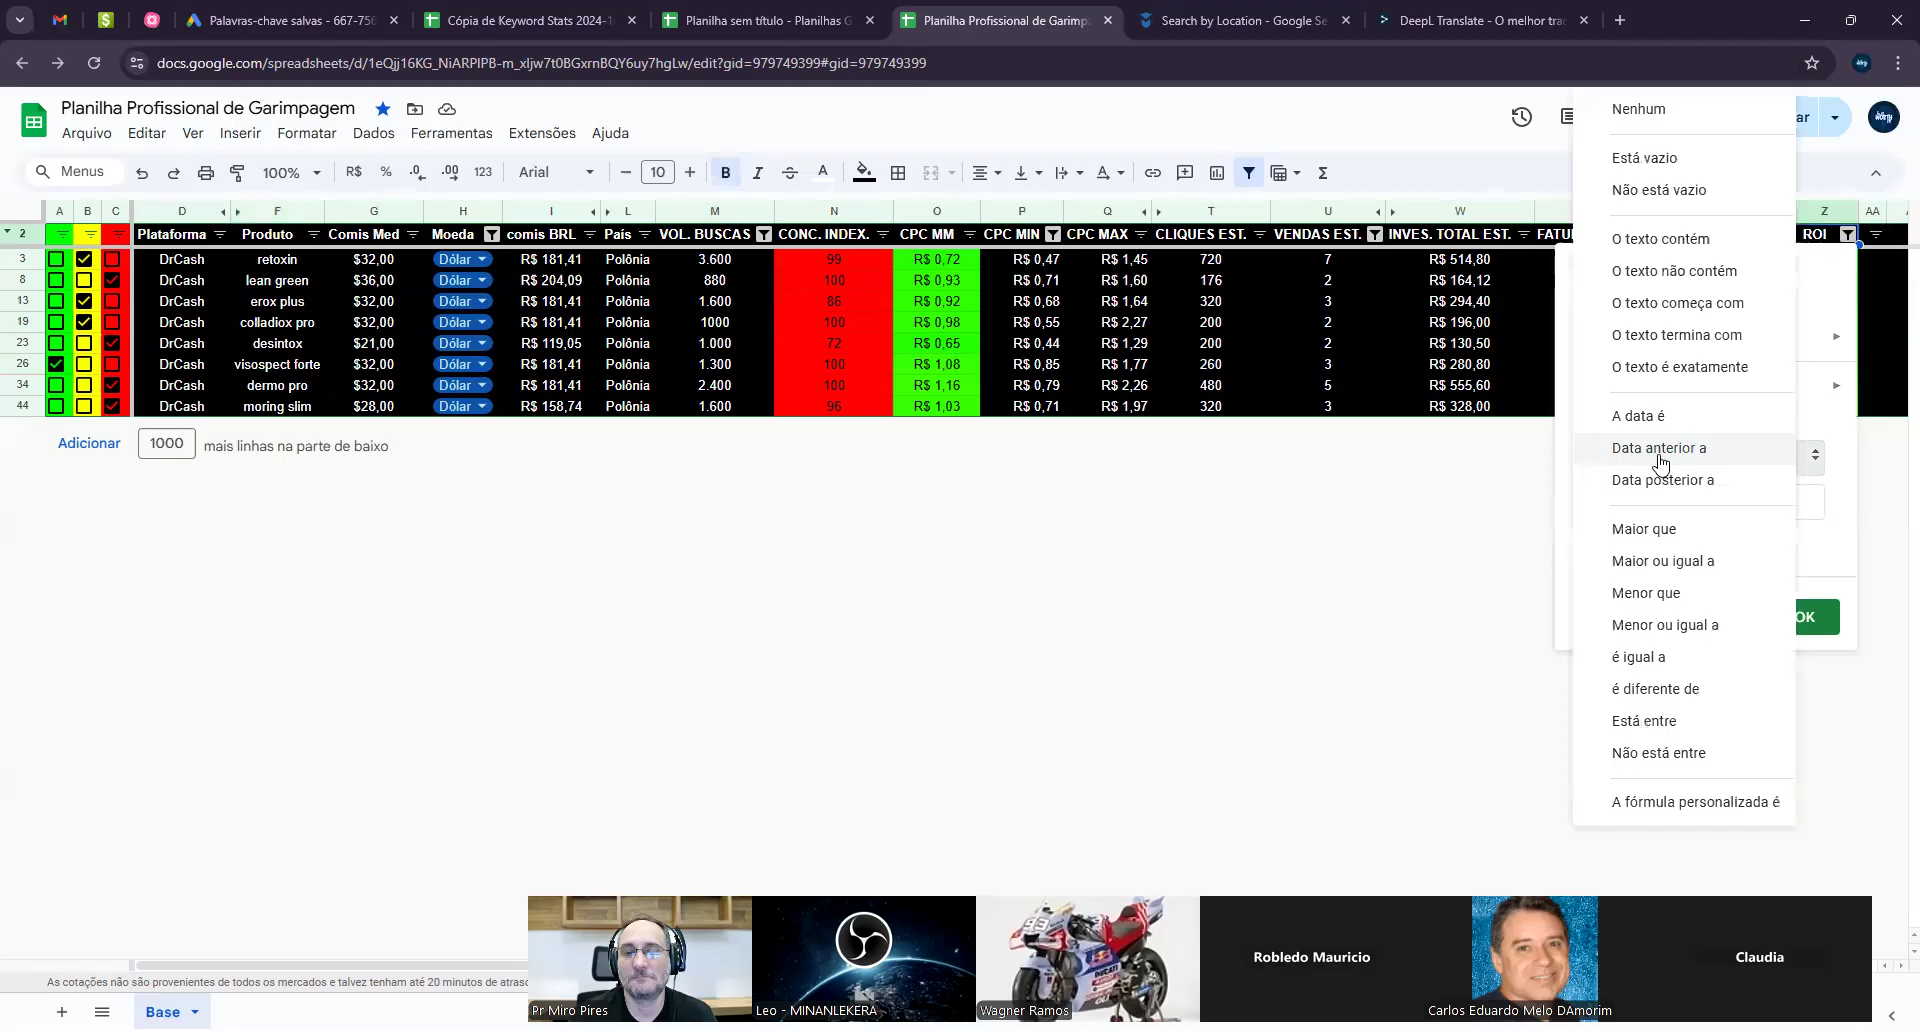 Palavras-chave salvas - 667-756
Cópia de Keyword Stats 2024-1
Planilha sem título - Planilhas G
Planilha Profissional de Garimp
Search by Location - Google Se
DeepL Translate - O melhor tra
docs.google.com/spreadsheets/d/1eQjj16KG_NiARPIPB-m_xljw7t0BGxrnBQY6uy7hgLw/edit?gid=979749399#gid=979749399
Planilha Profissional de Garimpagem
Arquivo Editar Ver Inserir Formatar Dados Ferramentas Extensões Ajuda
ar
Menus 100% R$ % .0 .00 123 Arial 10 B I A
A B C D F G H I L M N O P Q T U W Z AA
2 Plataforma Produto Comis Med Moeda comis BRL País VOL. BUSCAS CONC. INDEX. CPC MM CPC MIN CPC MAX CLIQUES EST. VENDAS EST. INVES. TOTAL EST. FATU ROI
3 DrCash retoxin $32,00 Dólar R$ 181,41 Polônia 3.600 99 R$ 0,72 R$ 0,47 R$ 1,45 720 7 R$ 514,80
8 DrCash lean green $36,00 Dólar R$ 204,09 Polônia 880 100 R$ 0,93 R$ 0,71 R$ 1,60 176 2 R$ 164,12
13 DrCash erox plus $32,00 Dólar R$ 181,41 Polônia 1.600 86 R$ 0,92 R$ 0,68 R$ 1,64 320 3 R$ 294,40
19 DrCash colladiox pro $32,00 Dólar R$ 181,41 Polônia 1000 100 R$ 0,98 R$ 0,55 R$ 2,27 200 2 R$ 196,00
23 DrCash desintox $21,00 Dólar R$ 119,05 Polônia 1.000 72 R$ 0,65 R$ 0,44 R$ 1,29 200 2 R$ 130,50
26 DrCash visospect forte $32,00 Dólar R$ 181,41 Polônia 1.300 100 R$ 1,08 R$ 0,85 R$ 1,77 260 3 R$ 280,80
34 DrCash dermo pro $32,00 Dólar R$ 181,41 Polônia 2.400 100 R$ 1,16 R$ 0,79 R$ 2,26 480 5 R$ 555,60
44 DrCash moring slim $28,00 Dólar R$ 158,74 Polônia 1.600 96 R$ 1,03 R$ 0,71 R$ 1,97 320 3 R$ 328,00
Adicionar 1000 mais linhas na parte de baixo
Nenhum
Está vazio
Não está vazio
O texto contém
O texto não contém
O texto começa com
O texto termina com
O texto é exatamente
A data é
Data anterior a
Data posterior a
Maior que
Maior ou igual a
Menor que
Menor ou igual a
é igual a
é diferente de
Está entre
Não está entre
A fórmula personalizada é
OK
As cotações não são provenientes de todos os mercados e talvez tenham até 20 minutos de atraso
Base
93
DUCATI
Robledo Mauricio
Claudia
Pr Miro Pires
Leo - MINANLEKERA
Wagner Ramos
Carlos Eduardo Melo DAmorim